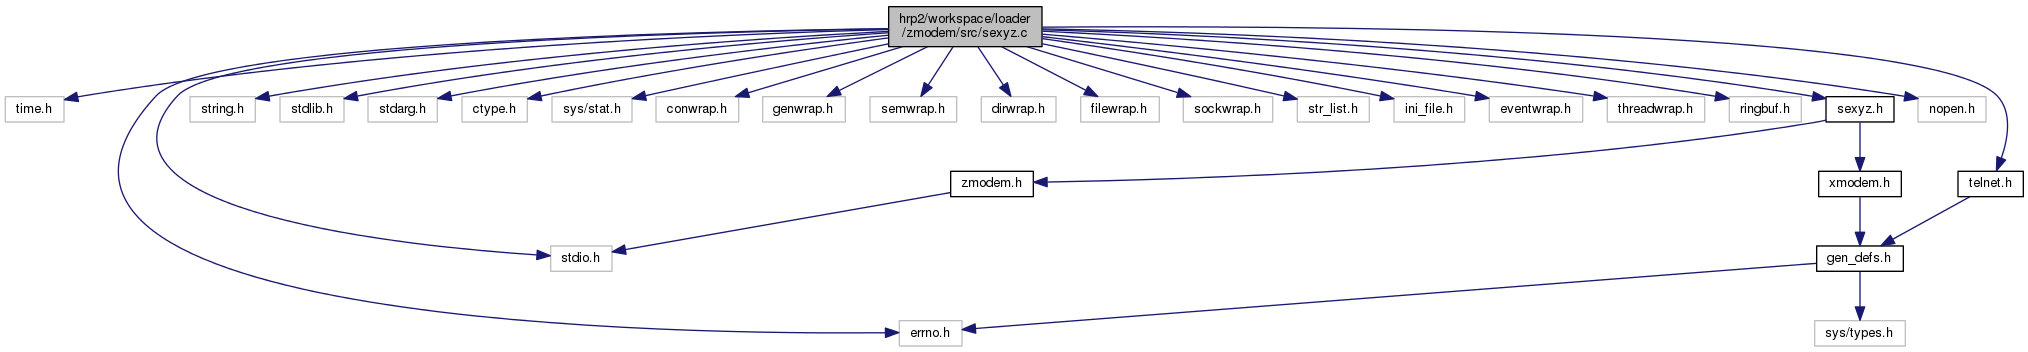 hrp2/workspace/loader
/zmodem/src/sexyz.c
time.h
string.h
stdlib.h
stdarg.h
ctype.h
sys/stat.h
conwrap.h
genwrap.h
semwrap.h
dirwrap.h
filewrap.h
sockwrap.h
str_list.h
ini_file.h
eventwrap.h
threadwrap.h
ringbuf.h
sexyz.h
nopen.h
zmodem.h
xmodem.h
telnet.h
stdio.h
gen_defs.h
errno.h
sys/types.h